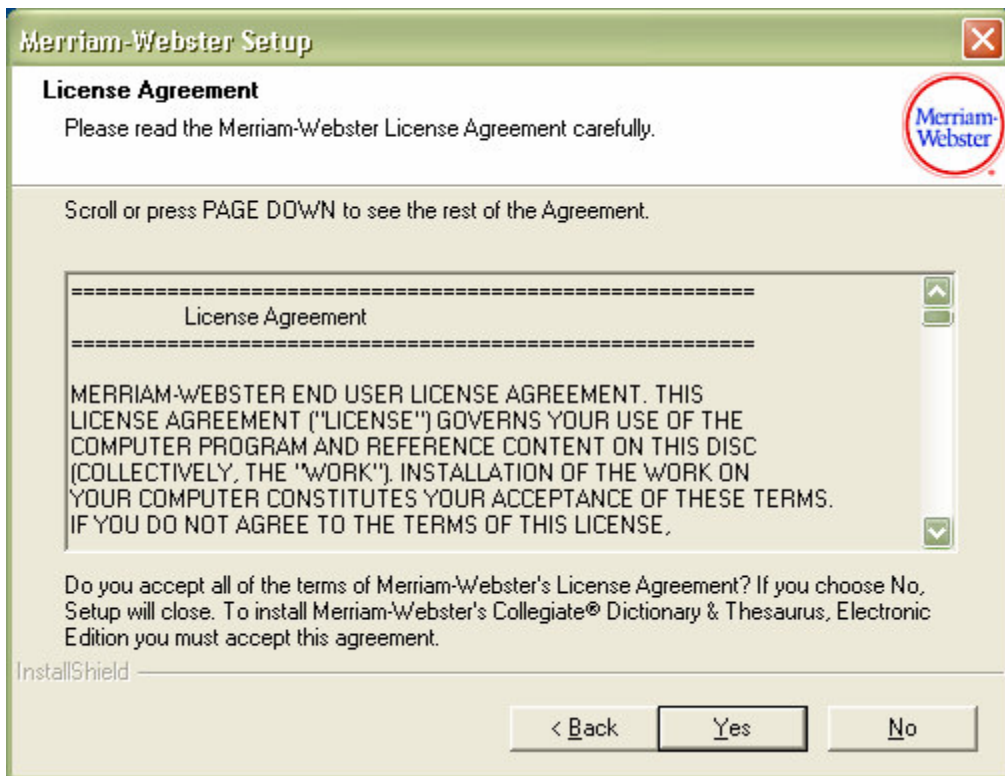 Merriam-Webster Setup
License Agreement
Please read the Merriam-Webster License Agreement carefully.
Merriam-
Webster
Scroll or press PAGE DOWN to see the rest of the Agreement.
=========================================================
License Agreement
=========================================================
MERRIAM-WEBSTER END USER LICENSE AGREEMENT. THIS
LICENSE AGREEMENT ("LICENSE") GOVERNS YOUR USE OF THE
COMPUTER PROGRAM AND REFERENCE CONTENT ON THIS DISC
(COLLECTIVELY, THE "WORK"). INSTALLATION OF THE WORK ON
YOUR COMPUTER CONSTITUTES YOUR ACCEPTANCE OF THESE TERMS.
IF YOU DO NOT AGREE TO THE TERMS OF THIS LICENSE,
Do you accept all of the terms of Merriam-Webster's License Agreement? If you choose No,
Setup will close. To install Merriam-Webster's Collegiate® Dictionary & Thesaurus, Electronic
Edition you must accept this agreement.
InstallShield
< Back
Yes
No